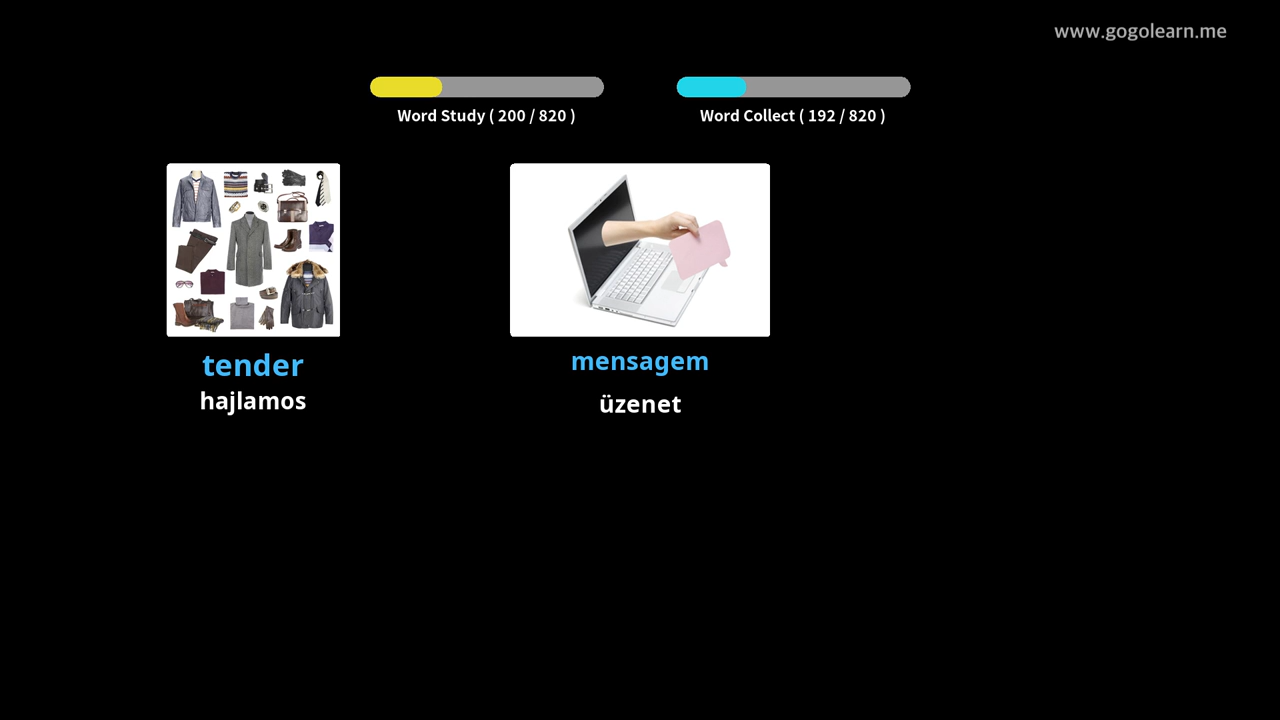 www.gogolearn.me
Word Study ( 200 / 820 )
Word Collect ( 192 / 820 )
tender
hajlamos
mensagem
üzenet